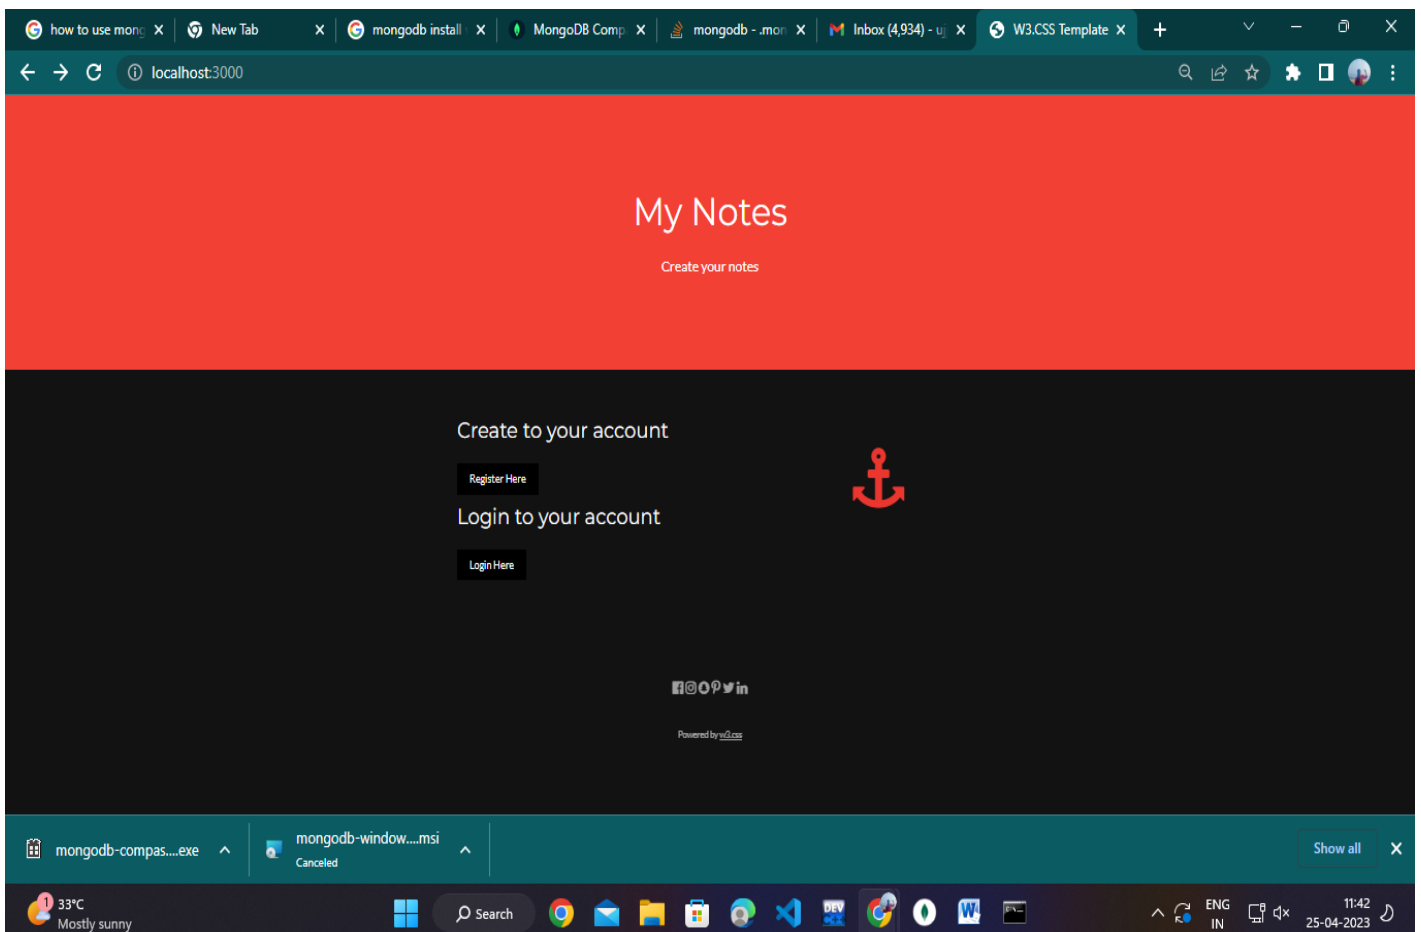 how to use mong
New Tab
mongodb install
MongoDB Comp
mongodb - .mon
Inbox (4,934) - uj
W3.CSS Template
localhost:3000
My Notes
Create your notes
Create to your account
Register Here
Login to your account
Login Here
Powered by w3.css
mongodb-compas....exe
mongodb-window....msi
Canceled
Show all
1
33°C
Mostly sunny
Search
DEV
ENG
IN
11:42
25-04-2023